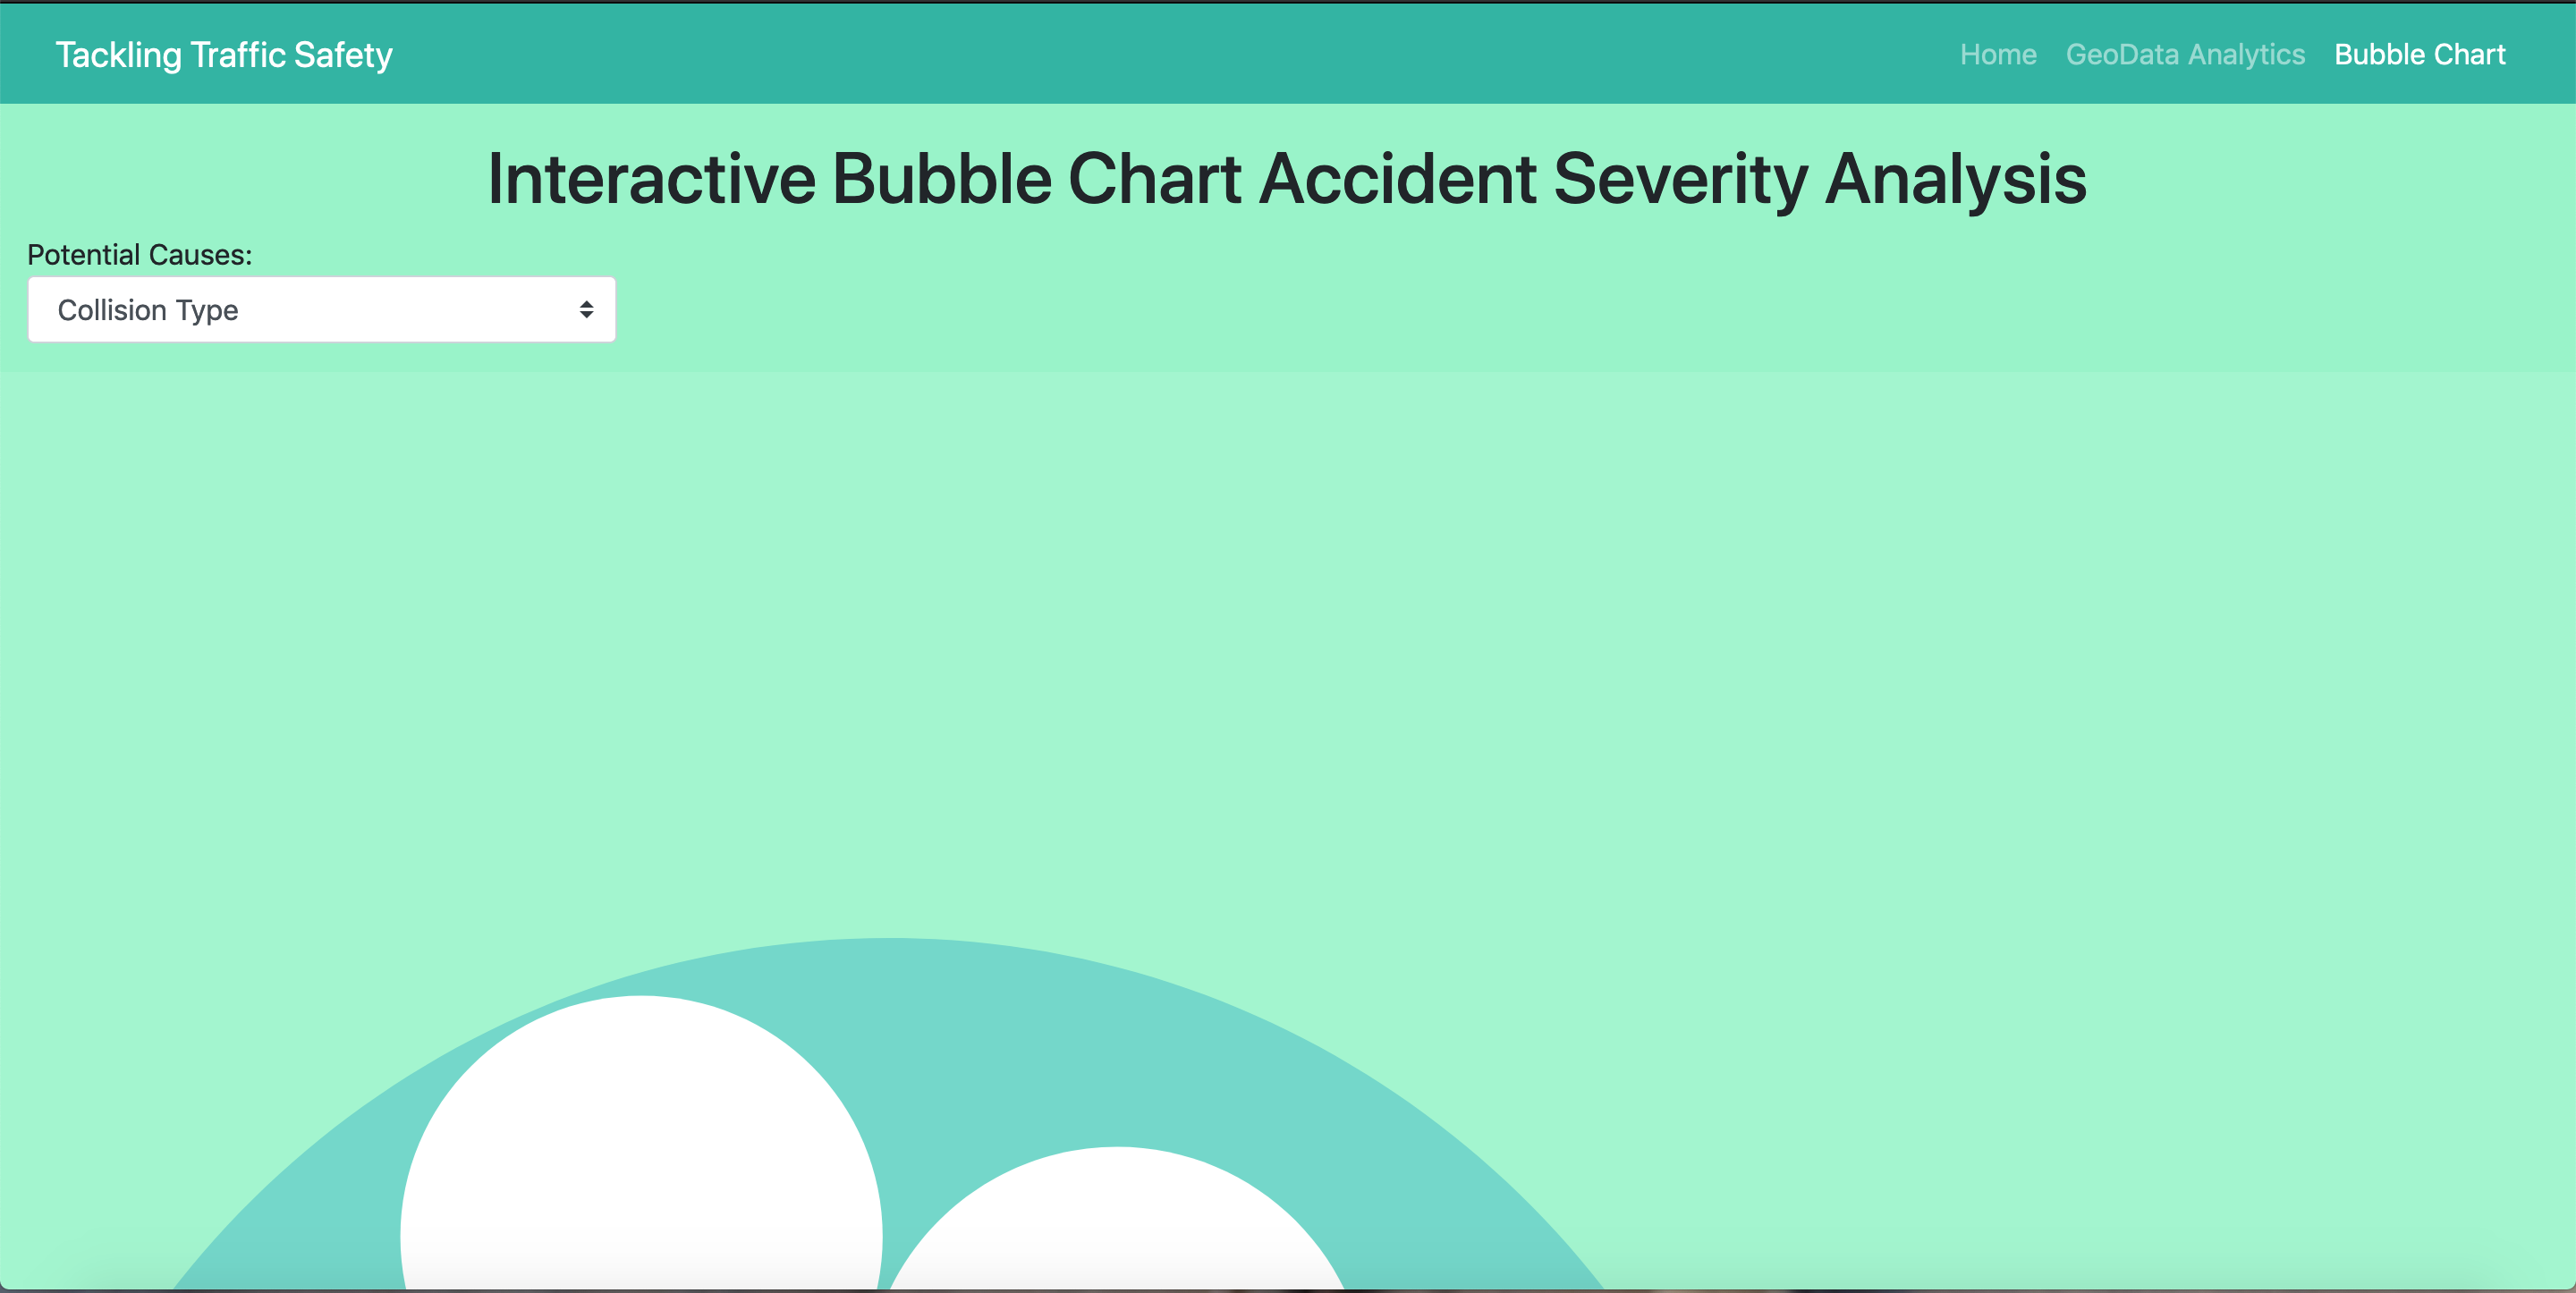 Tackling Traffic Safety
Home GeoData Analytics Bubble Chart
Interactive Bubble Chart Accident Severity Analysis
Potential Causes:
Collision Type